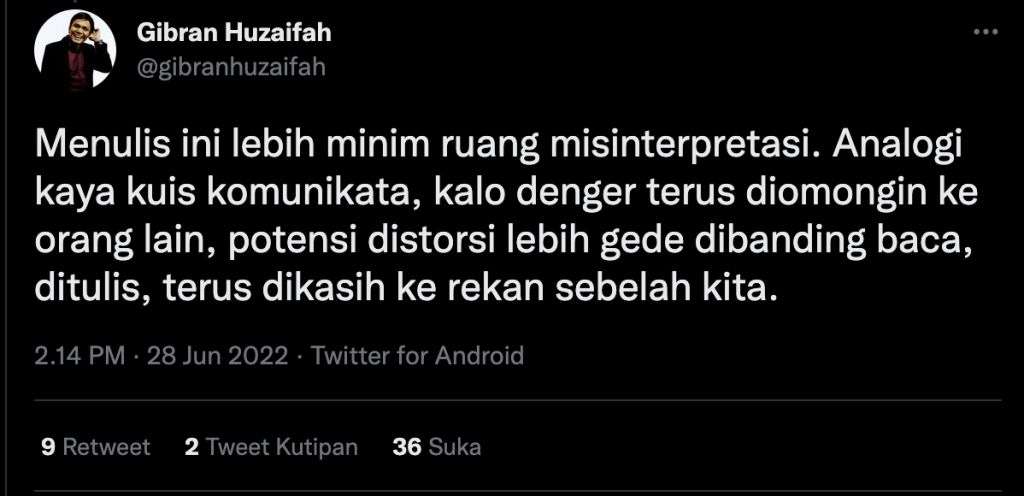 Gibran Huzaifah
@gibranhuzaifah
Menulis ini lebih minim ruang misinterpretasi. Analogi
kaya kuis komunikata, kalo denger terus diomongin ke
orang lain, potensi distorsi lebih gede dibanding baca,
ditulis, terus dikasih ke rekan sebelah kita.
2.14 PM · 28 Jun 2022 · Twitter for Android
9 Retweet 2 Tweet Kutipan 36 Suka